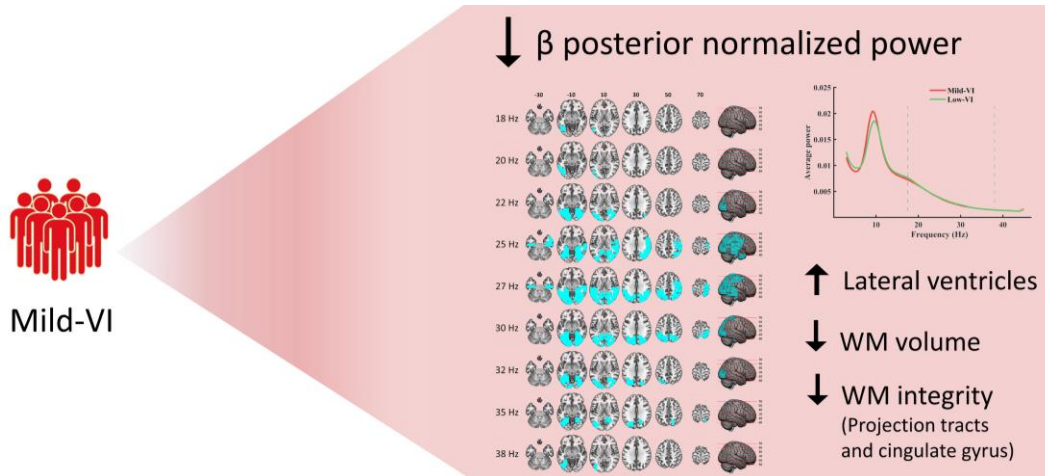 ↓ β posterior normalized power
-30 -10 10 30 50 70
18 Hz
20 Hz
22 Hz
25 Hz
27 Hz
30 Hz
32 Hz
35 Hz
38 Hz
Mild-VI
Low-VI
0.025
0.02
0.015
0.01
0.005
Average power
10 20 30 40
Frequency (Hz)
↑ Lateral ventricles
↓ WM volume
↓ WM integrity
(Projection tracts
and cingulate gyrus)
Mild-VI